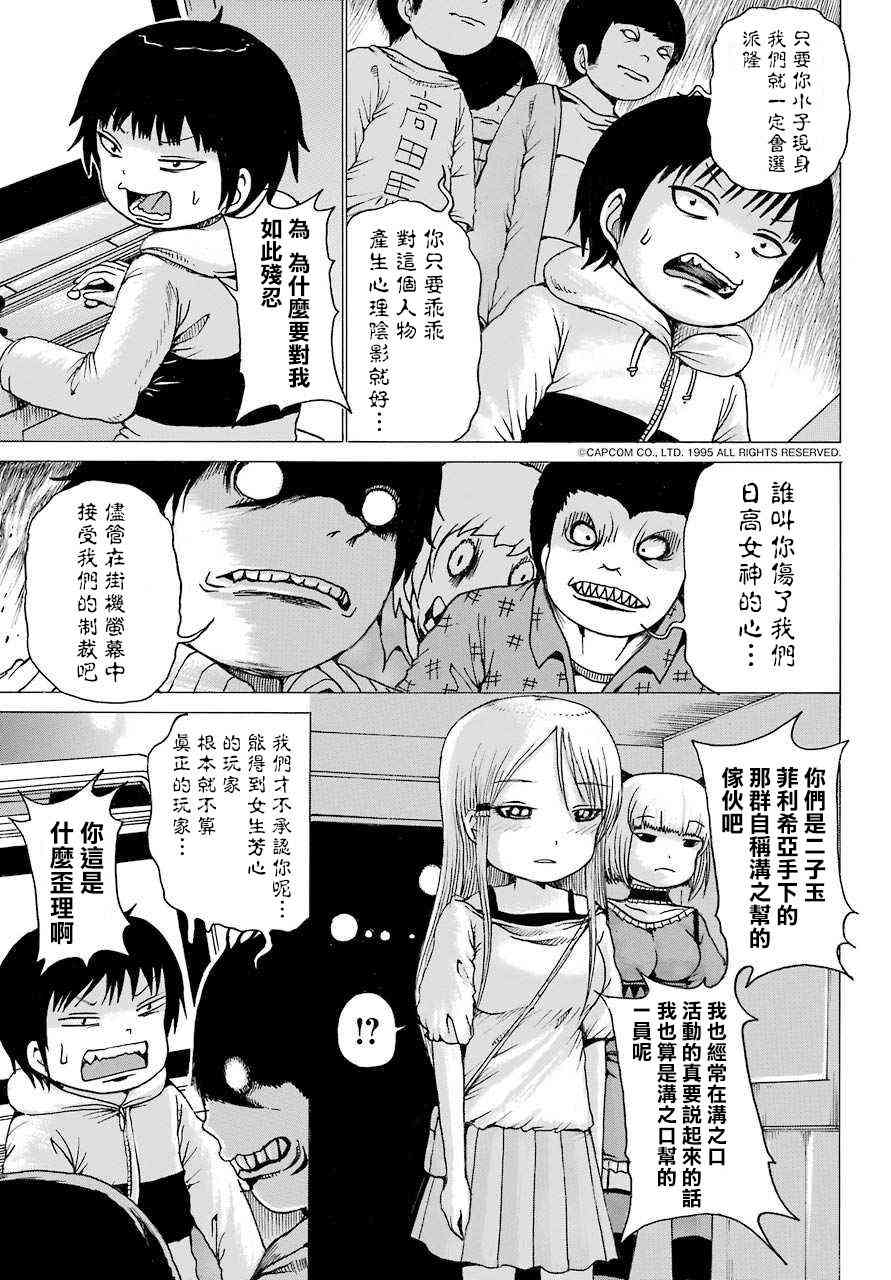 只要你小子現身
我們就一定會選
派隆
高田
你只要乖乖
對這個人物
產生心理陰影就好…
為 為什麼要對我
如此殘忍
©CAPCOM CO., LTD. 1995 ALL RIGHTS RESERVED.
誰叫你傷了我們
日高女神的心…
儘管在街機螢幕中
接受我們的制裁吧
你們是二子玉
菲利希亞手下的
那群自稱溝之幫的
傢伙吧
我也經常在溝之口
活動的真要說起來的話
我也算是溝之口幫的
一員呢
!?
我們才不承認你呢…
能得到女生芳心
的玩家
根本就不算
真正的玩家…
你這是
什麼歪理啊